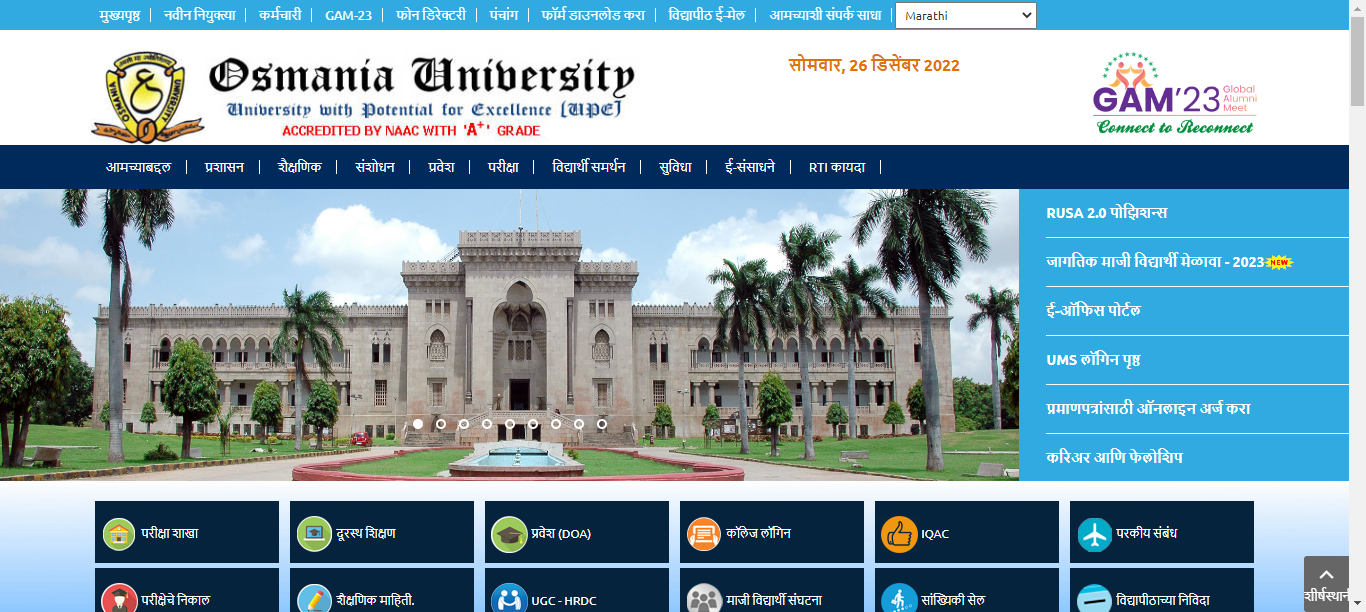 मुख्यपृष्ठ नवीन नियुक्त्या कर्मचारी GAM-23 फोन डिरेक्टरी पंचांग फॉर्म डाउनलोड करा विद्यापीठ ई-मेल आमच्याशी संपर्क साधा Marathi
Osmania University
University with Potential for Excellence [UPE]
ACCREDITED BY NAAC WITH 'A+' GRADE
सोमवार, 26 डिसेंबर 2022
GAM'23 Global Alumni Meet
Connect to Reconnect
आमच्याबद्दल प्रशासन शैक्षणिक संशोधन प्रवेश परीक्षा विद्यार्थी समर्थन सुविधा ई-संसाधने RTI कायदा
RUSA 2.0 पोझिशन्स
जागतिक माजी विद्यार्थी मेळावा - 2023 NEW
ई-ऑफिस पोर्टल
UMS लॉगिन पृष्ठ
प्रमाणपत्रांसाठी ऑनलाइन अर्ज करा
करिअर आणि फेलोशिप
परीक्षा शाखा दूरस्थ शिक्षण प्रवेश (DOA) कॉलेज लॉगिन IQAC परकीय संबंध
परीक्षेचे निकाल शैक्षणिक माहिती. UGC - HRDC माजी विद्यार्थी संघटना सांख्यिकी सेल विद्यापीठाच्या निविदा